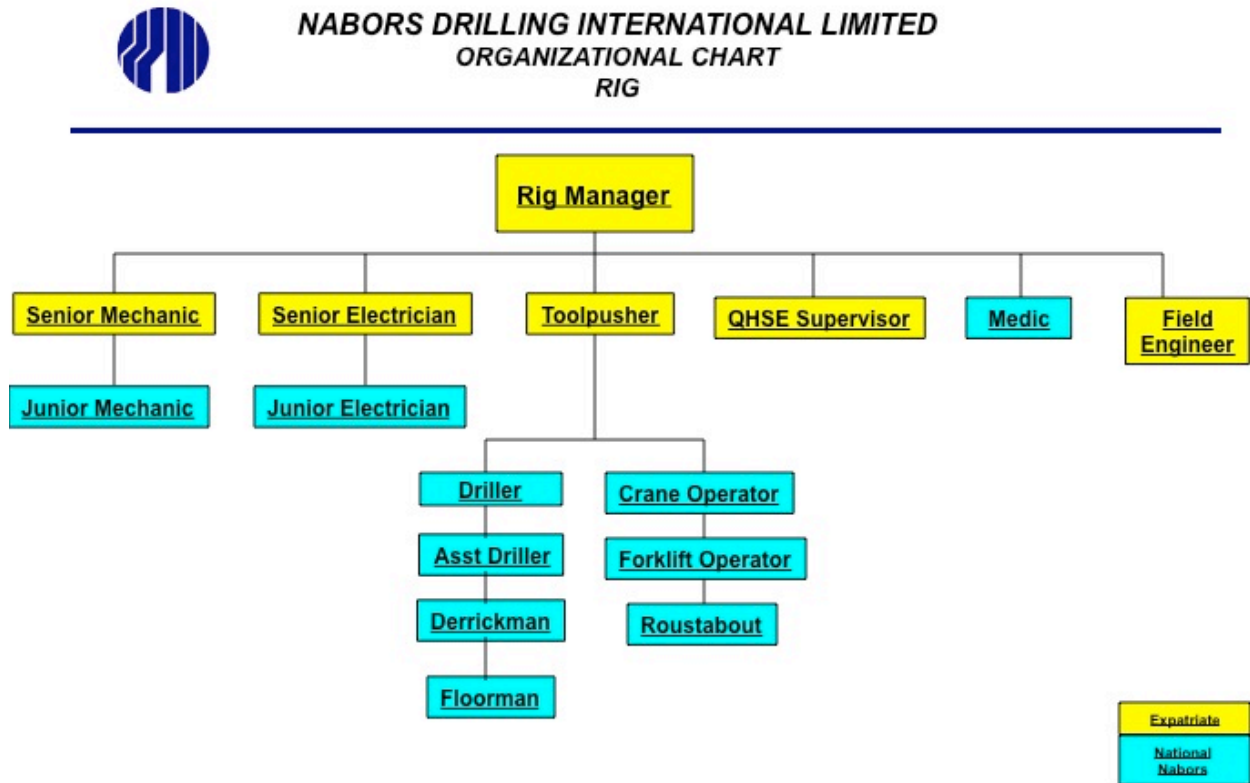 NABORS DRILLING INTERNATIONAL LIMITED
ORGANIZATIONAL CHART
RIG
Rig Manager
Senior Mechanic
Senior Electrician
Toolpusher
QHSE Supervisor
Medic
Field
Engineer
Junior Mechanic
Junior Electrician
Driller
Crane Operator
Asst Driller
Forklift Operator
Derrickman
Roustabout
Floorman
Expatriate
National
Nabors